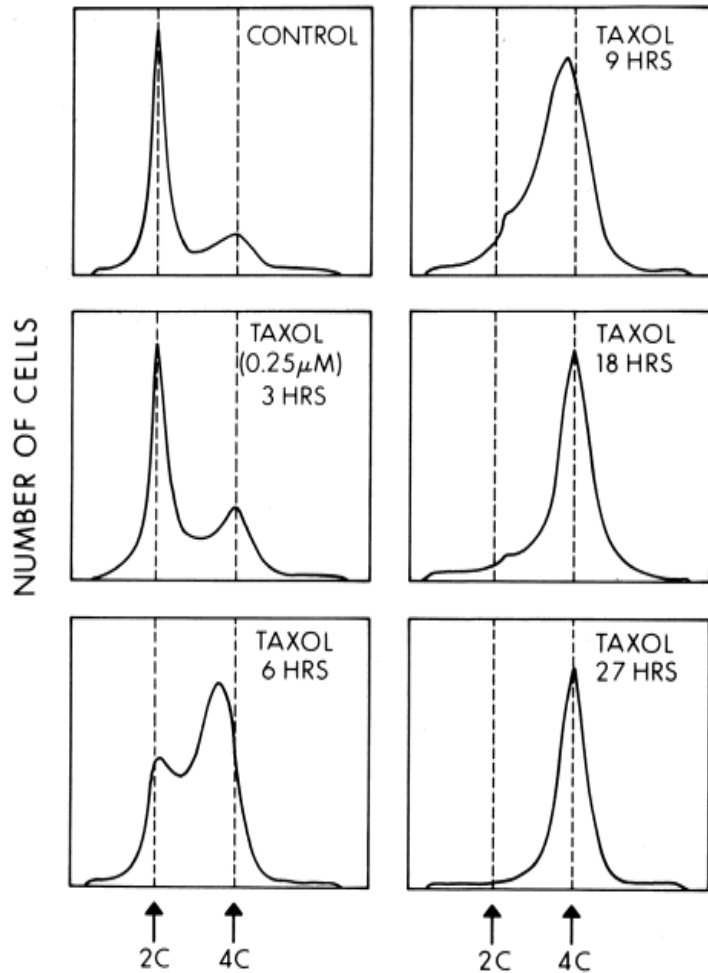 NUMBER OF CELLS
CONTROL
TAXOL
(0.25μM)
3 HRS
TAXOL
6 HRS
2C
4C
TAXOL
9 HRS
TAXOL
18 HRS
TAXOL
27 HRS
2C
4C